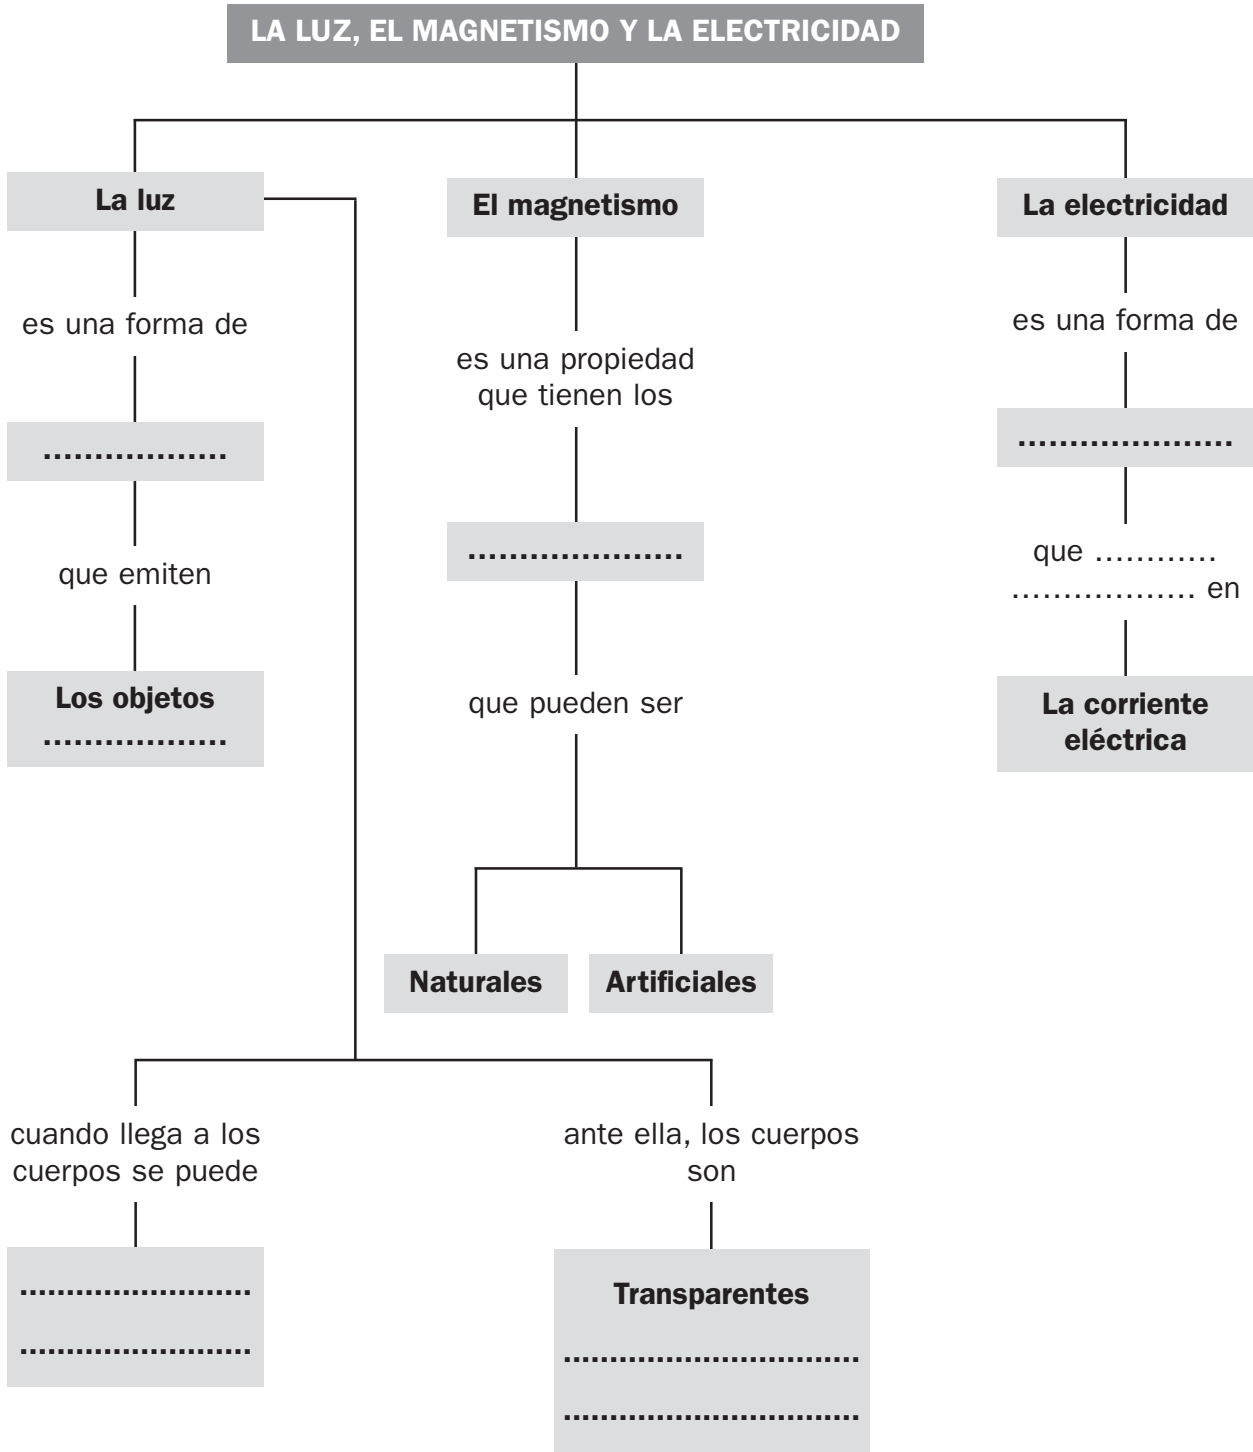 LA LUZ, EL MAGNETISMO Y LA ELECTRICIDAD
La luz
es una forma de
..................
que emiten
Los objetos
..................
El magnetismo
es una propiedad
que tienen los
.....................
que pueden ser
Naturales
Artificiales
La electricidad
es una forma de
.....................
que ............
.................. en
La corriente
eléctrica
cuando llega a los
cuerpos se puede
.........................
.........................
ante ella, los cuerpos
son
Transparentes
................................
................................